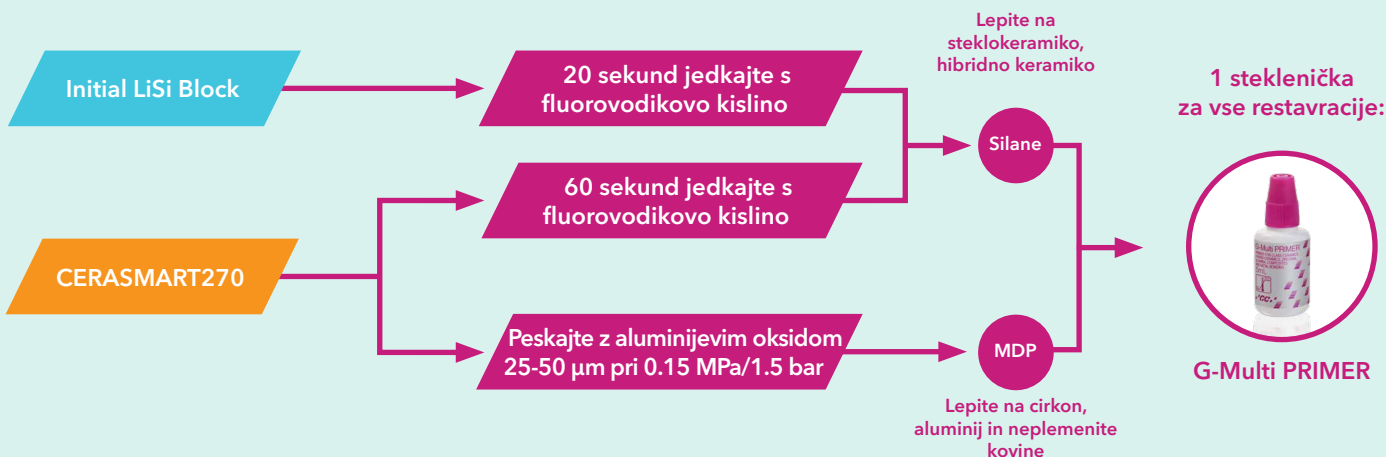 Lepite na
steklokeramiko,
hibridno keramiko
Initial LiSi Block
20 sekund jedkajte s
fluorovodikovo kislino
Silane
1 steklenička
za vse restavracije:
60 sekund jedkajte s
fluorovodikovo kislino
G-Multi PRIMER
CERASMART270
Peskajte z aluminijevim oksidom
25-50 µm pri 0.15 MPa/1.5 bar
MDP
G-Multi PRIMER
Lepite na cirkon,
aluminij in neplemenite
kovine